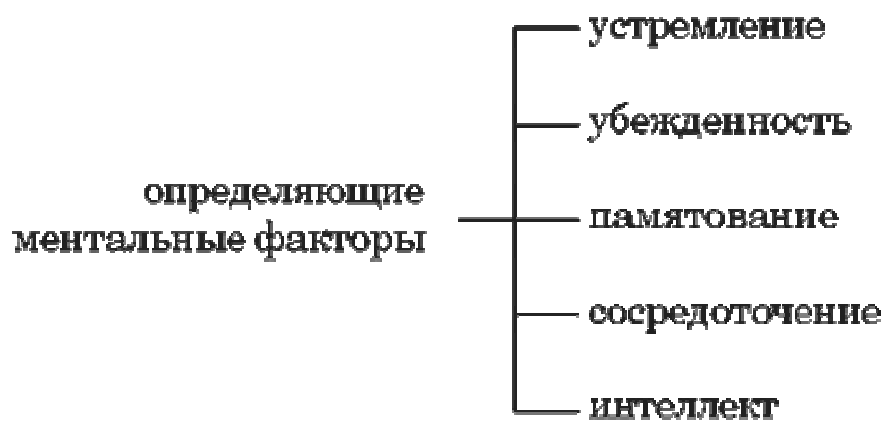 определяющие
ментальные факторы
устремление
убежденность
памятование
сосредоточение
интеллект